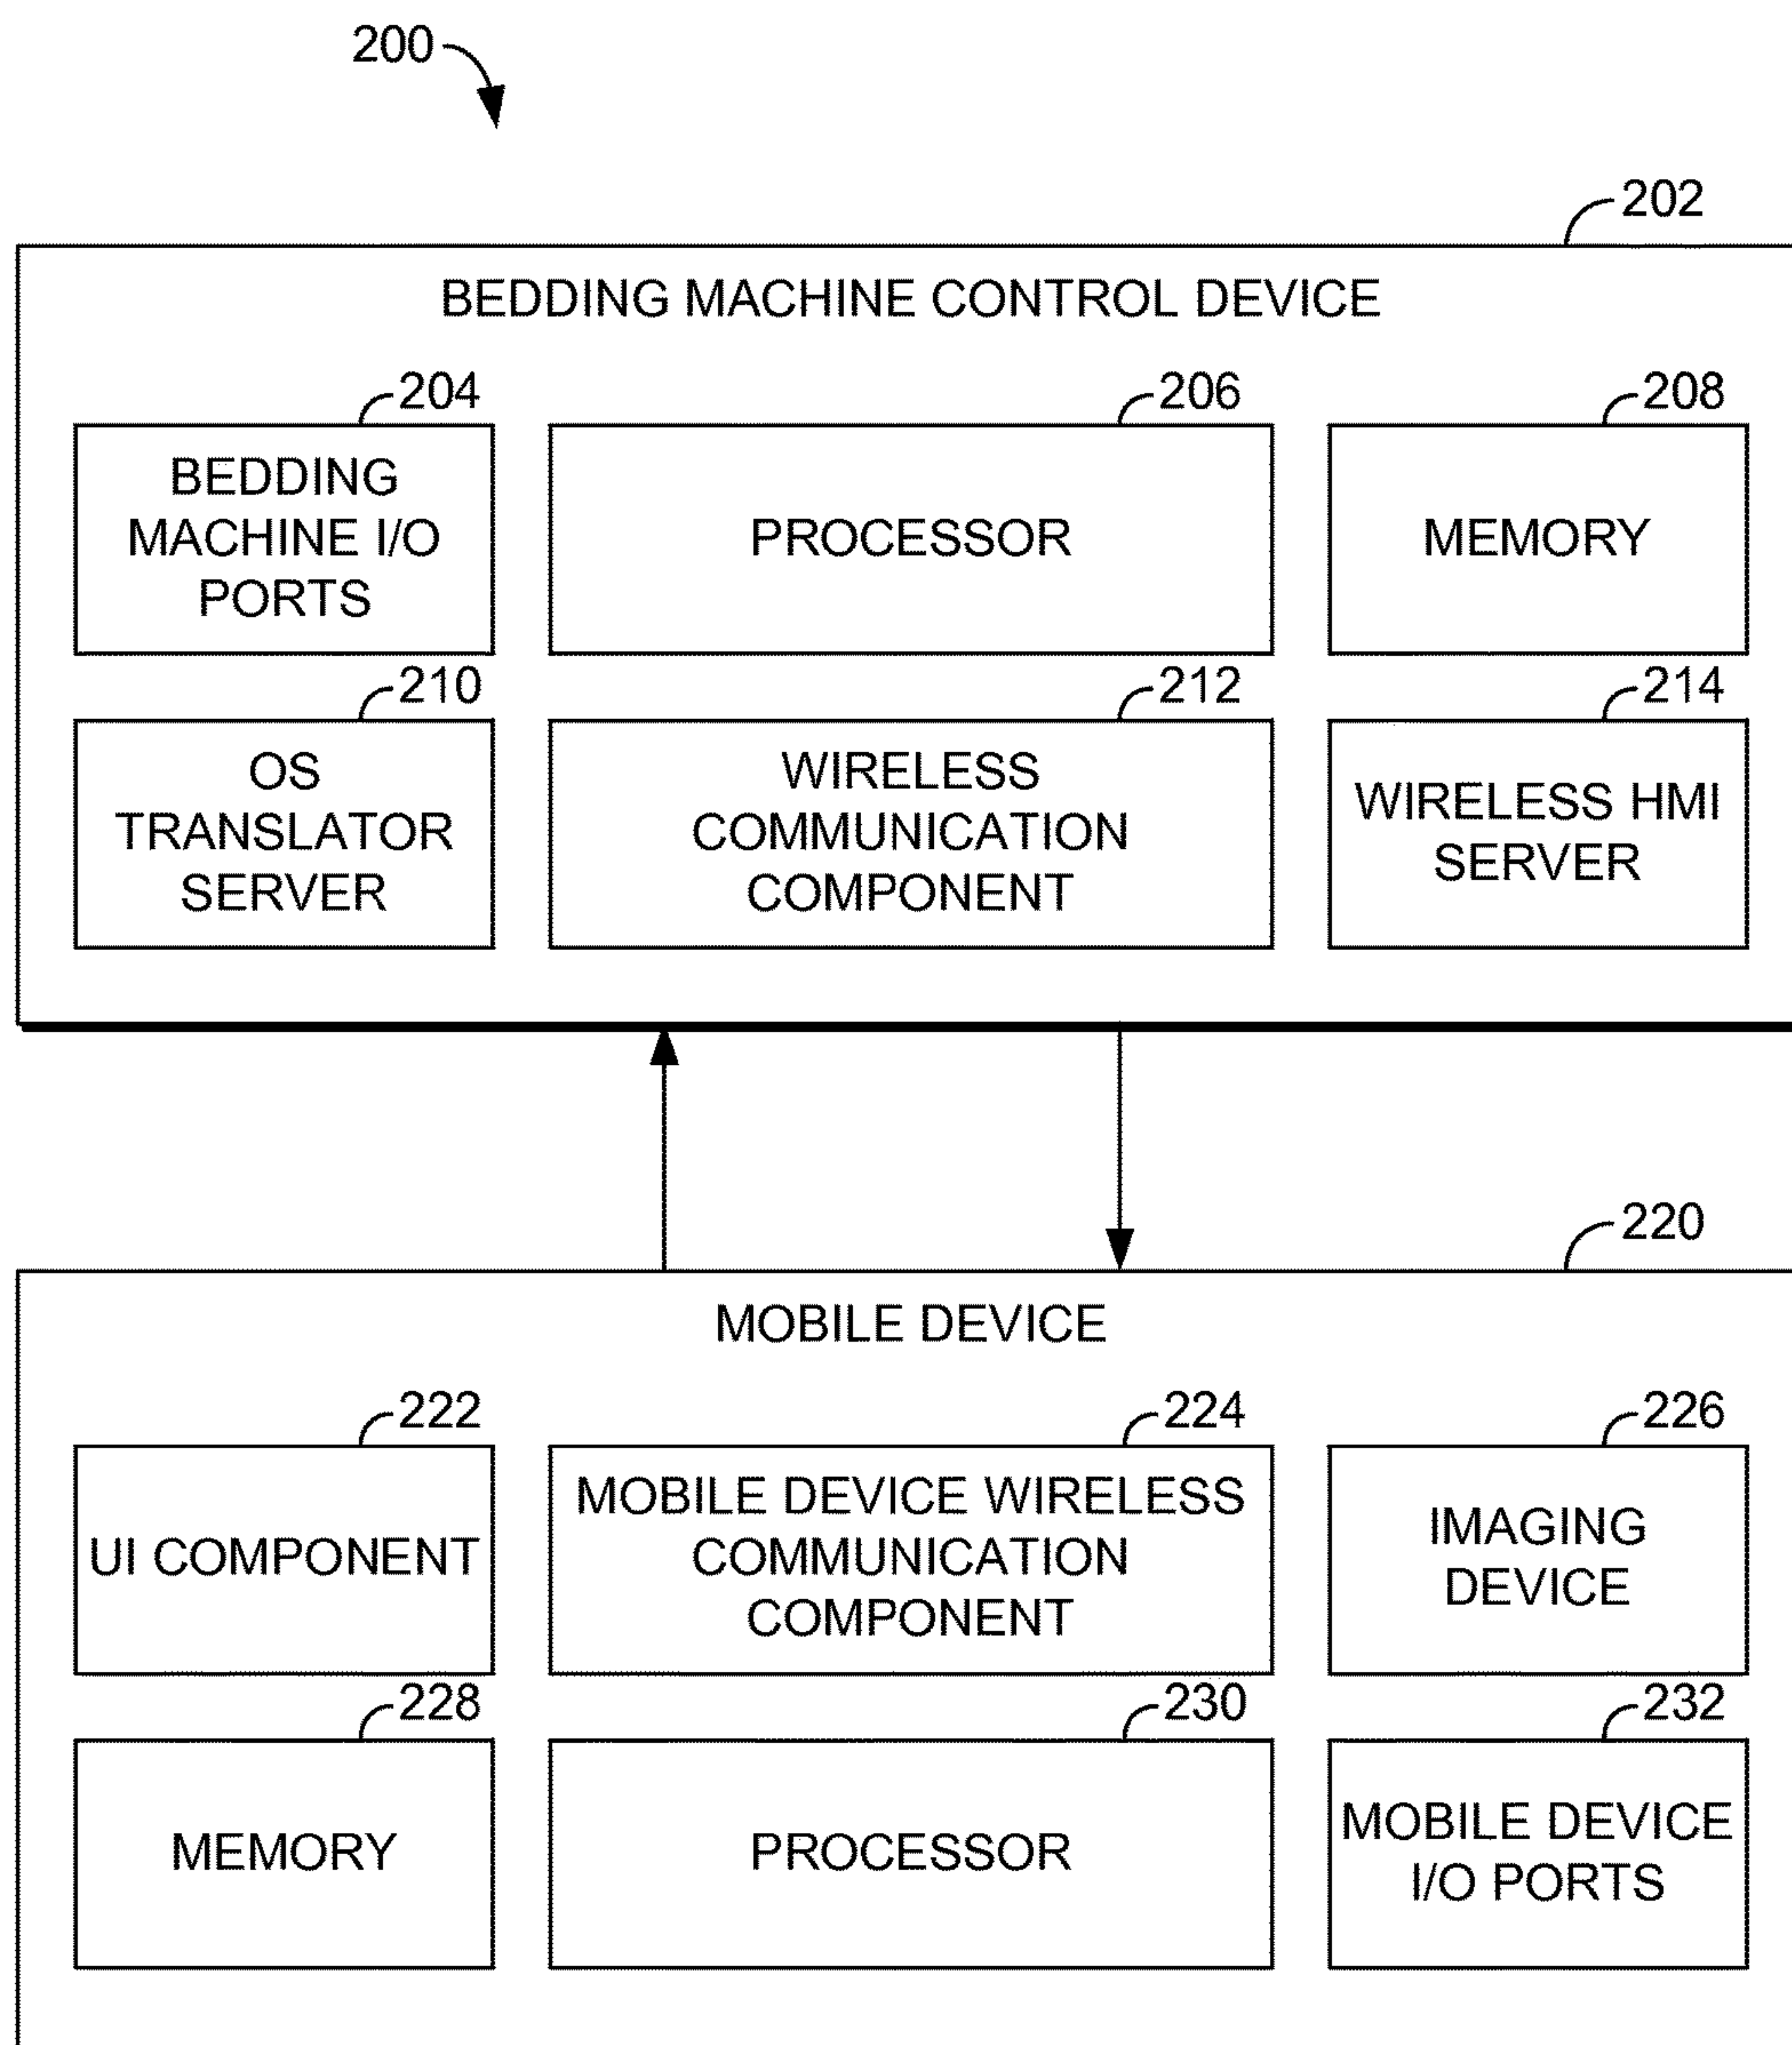 200
202
BEDDING MACHINE CONTROL DEVICE
204
BEDDING
MACHINE I/O
PORTS
206
PROCESSOR
208
MEMORY
210
OS
TRANSLATOR
SERVER
212
WIRELESS
COMMUNICATION
COMPONENT
214
WIRELESS HMI
SERVER
220
MOBILE DEVICE
222
UI COMPONENT
224
MOBILE DEVICE WIRELESS
COMMUNICATION
COMPONENT
226
IMAGING
DEVICE
228
MEMORY
230
PROCESSOR
232
MOBILE DEVICE
I/O PORTS